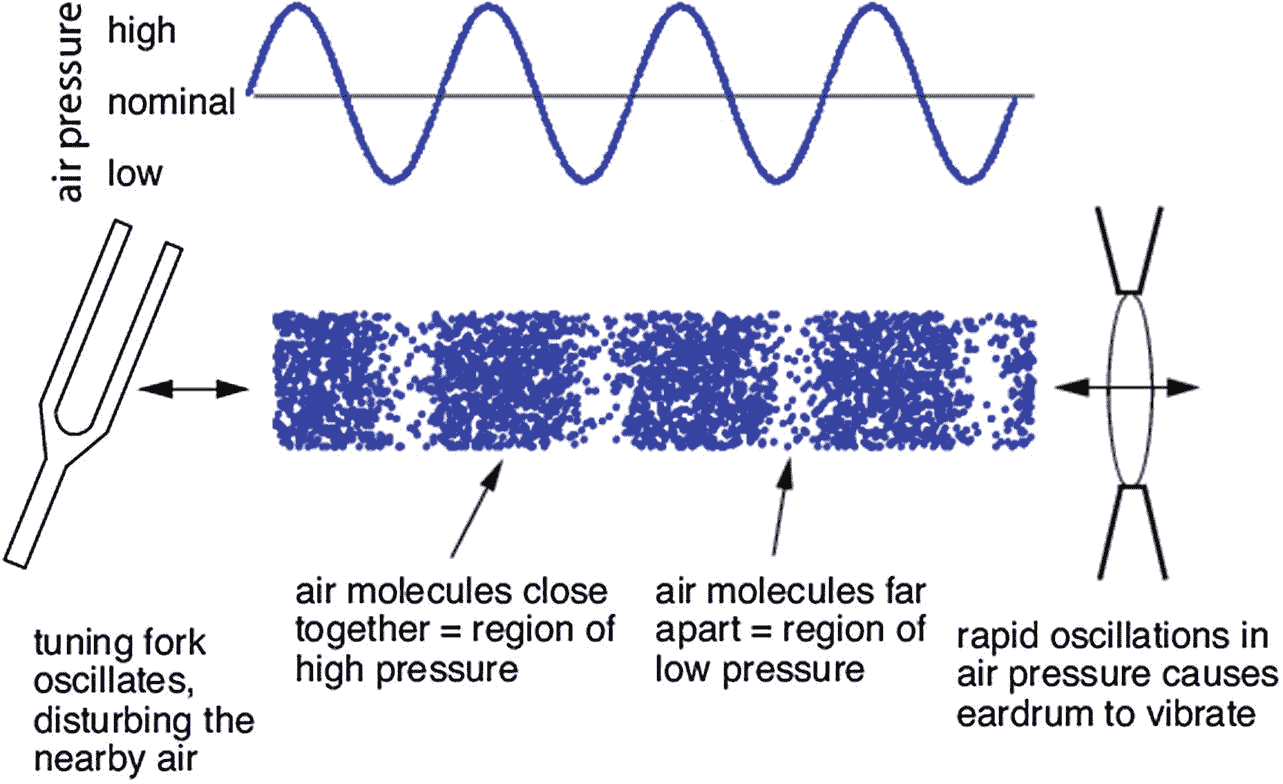 air pressure
high
nominal
low
tuning fork
oscillates,
disturbing the
nearby air
air molecules close
together = region of
high pressure
air molecules far
apart = region of
low pressure
rapid oscillations in
air pressure causes
eardrum to vibrate